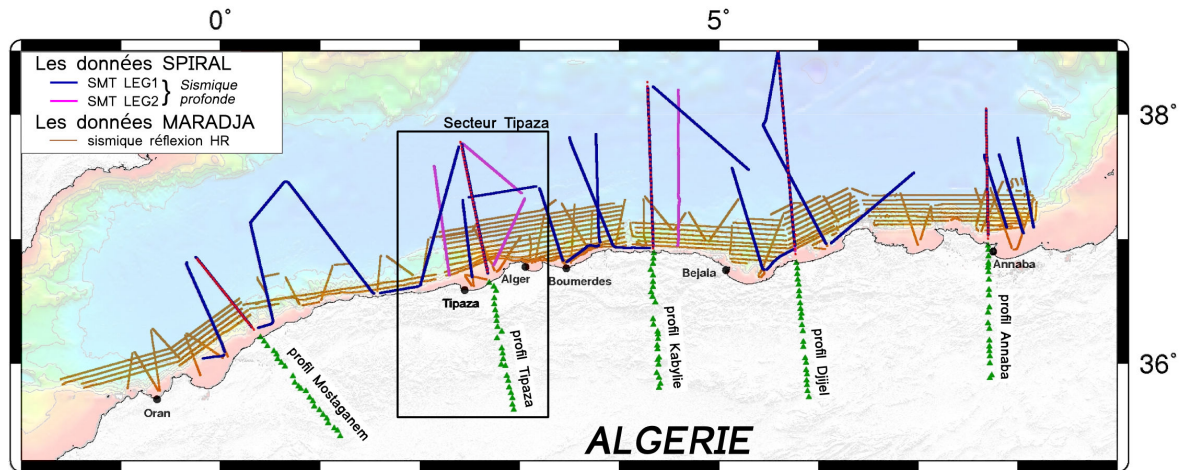 0° 5°
Les données SPIRAL
SMT LEG1
SMT LEG2
} Sismique
profonde
Les données MARADJA
sismique réflexion HR
38°
36°
Secteur Tipaza
Alger
Boumerdes
Tipaza
Bejaia
Annaba
Oran
profil Mostaganem
profil Tipaza
profil Kabylie
profil Djijel
profil Annaba
ALGERIE